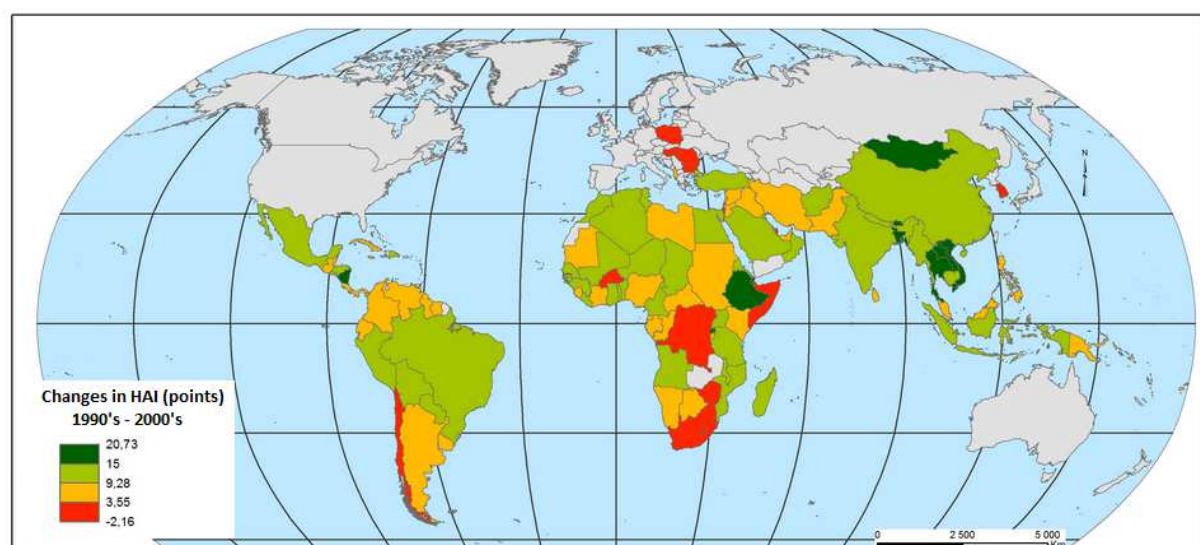 N
Changes in HAI (points)
1990's - 2000's
20,73
15
9,28
3,55
-2,16
0 2 500 5 000
Km